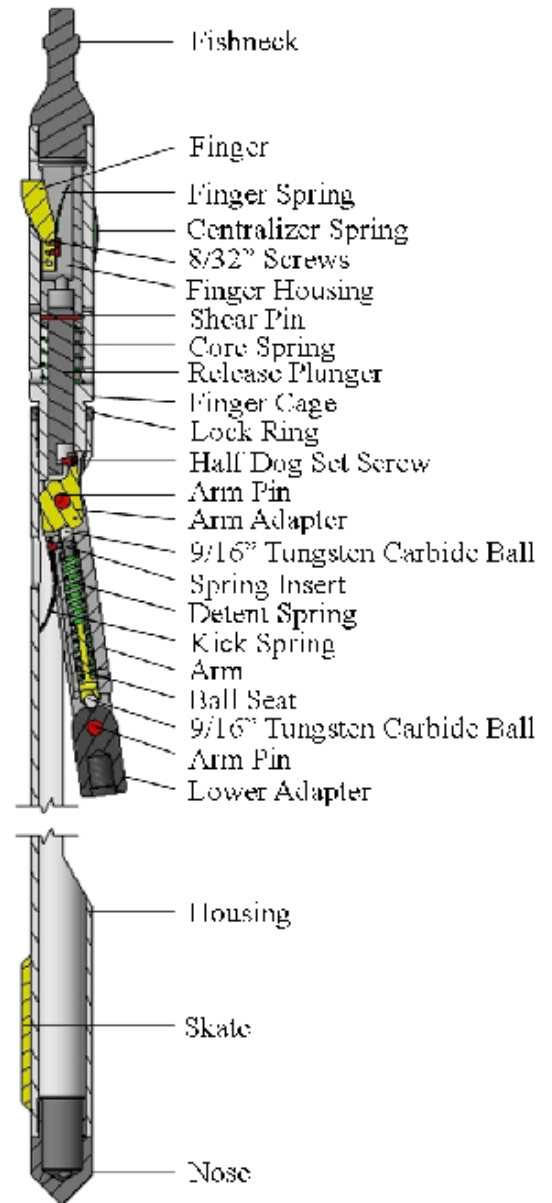 Fishneck
Finger
Finger Spring
Centralizer Spring
8/32" Screws
Finger Housing
Shear Pin
Core Spring
Release Plunger
Finger Cage
Lock Ring
Half Dog Set Screw
Arm Pin
Arm Adapter
9/16" Tungsten Carbide Ball
Spring Insert
Detent Spring
Kick Spring
Arm
Ball Seat
9/16" Tungsten Carbide Ball
Arm Pin
Lower Adapter
Housing
Skate
Nose